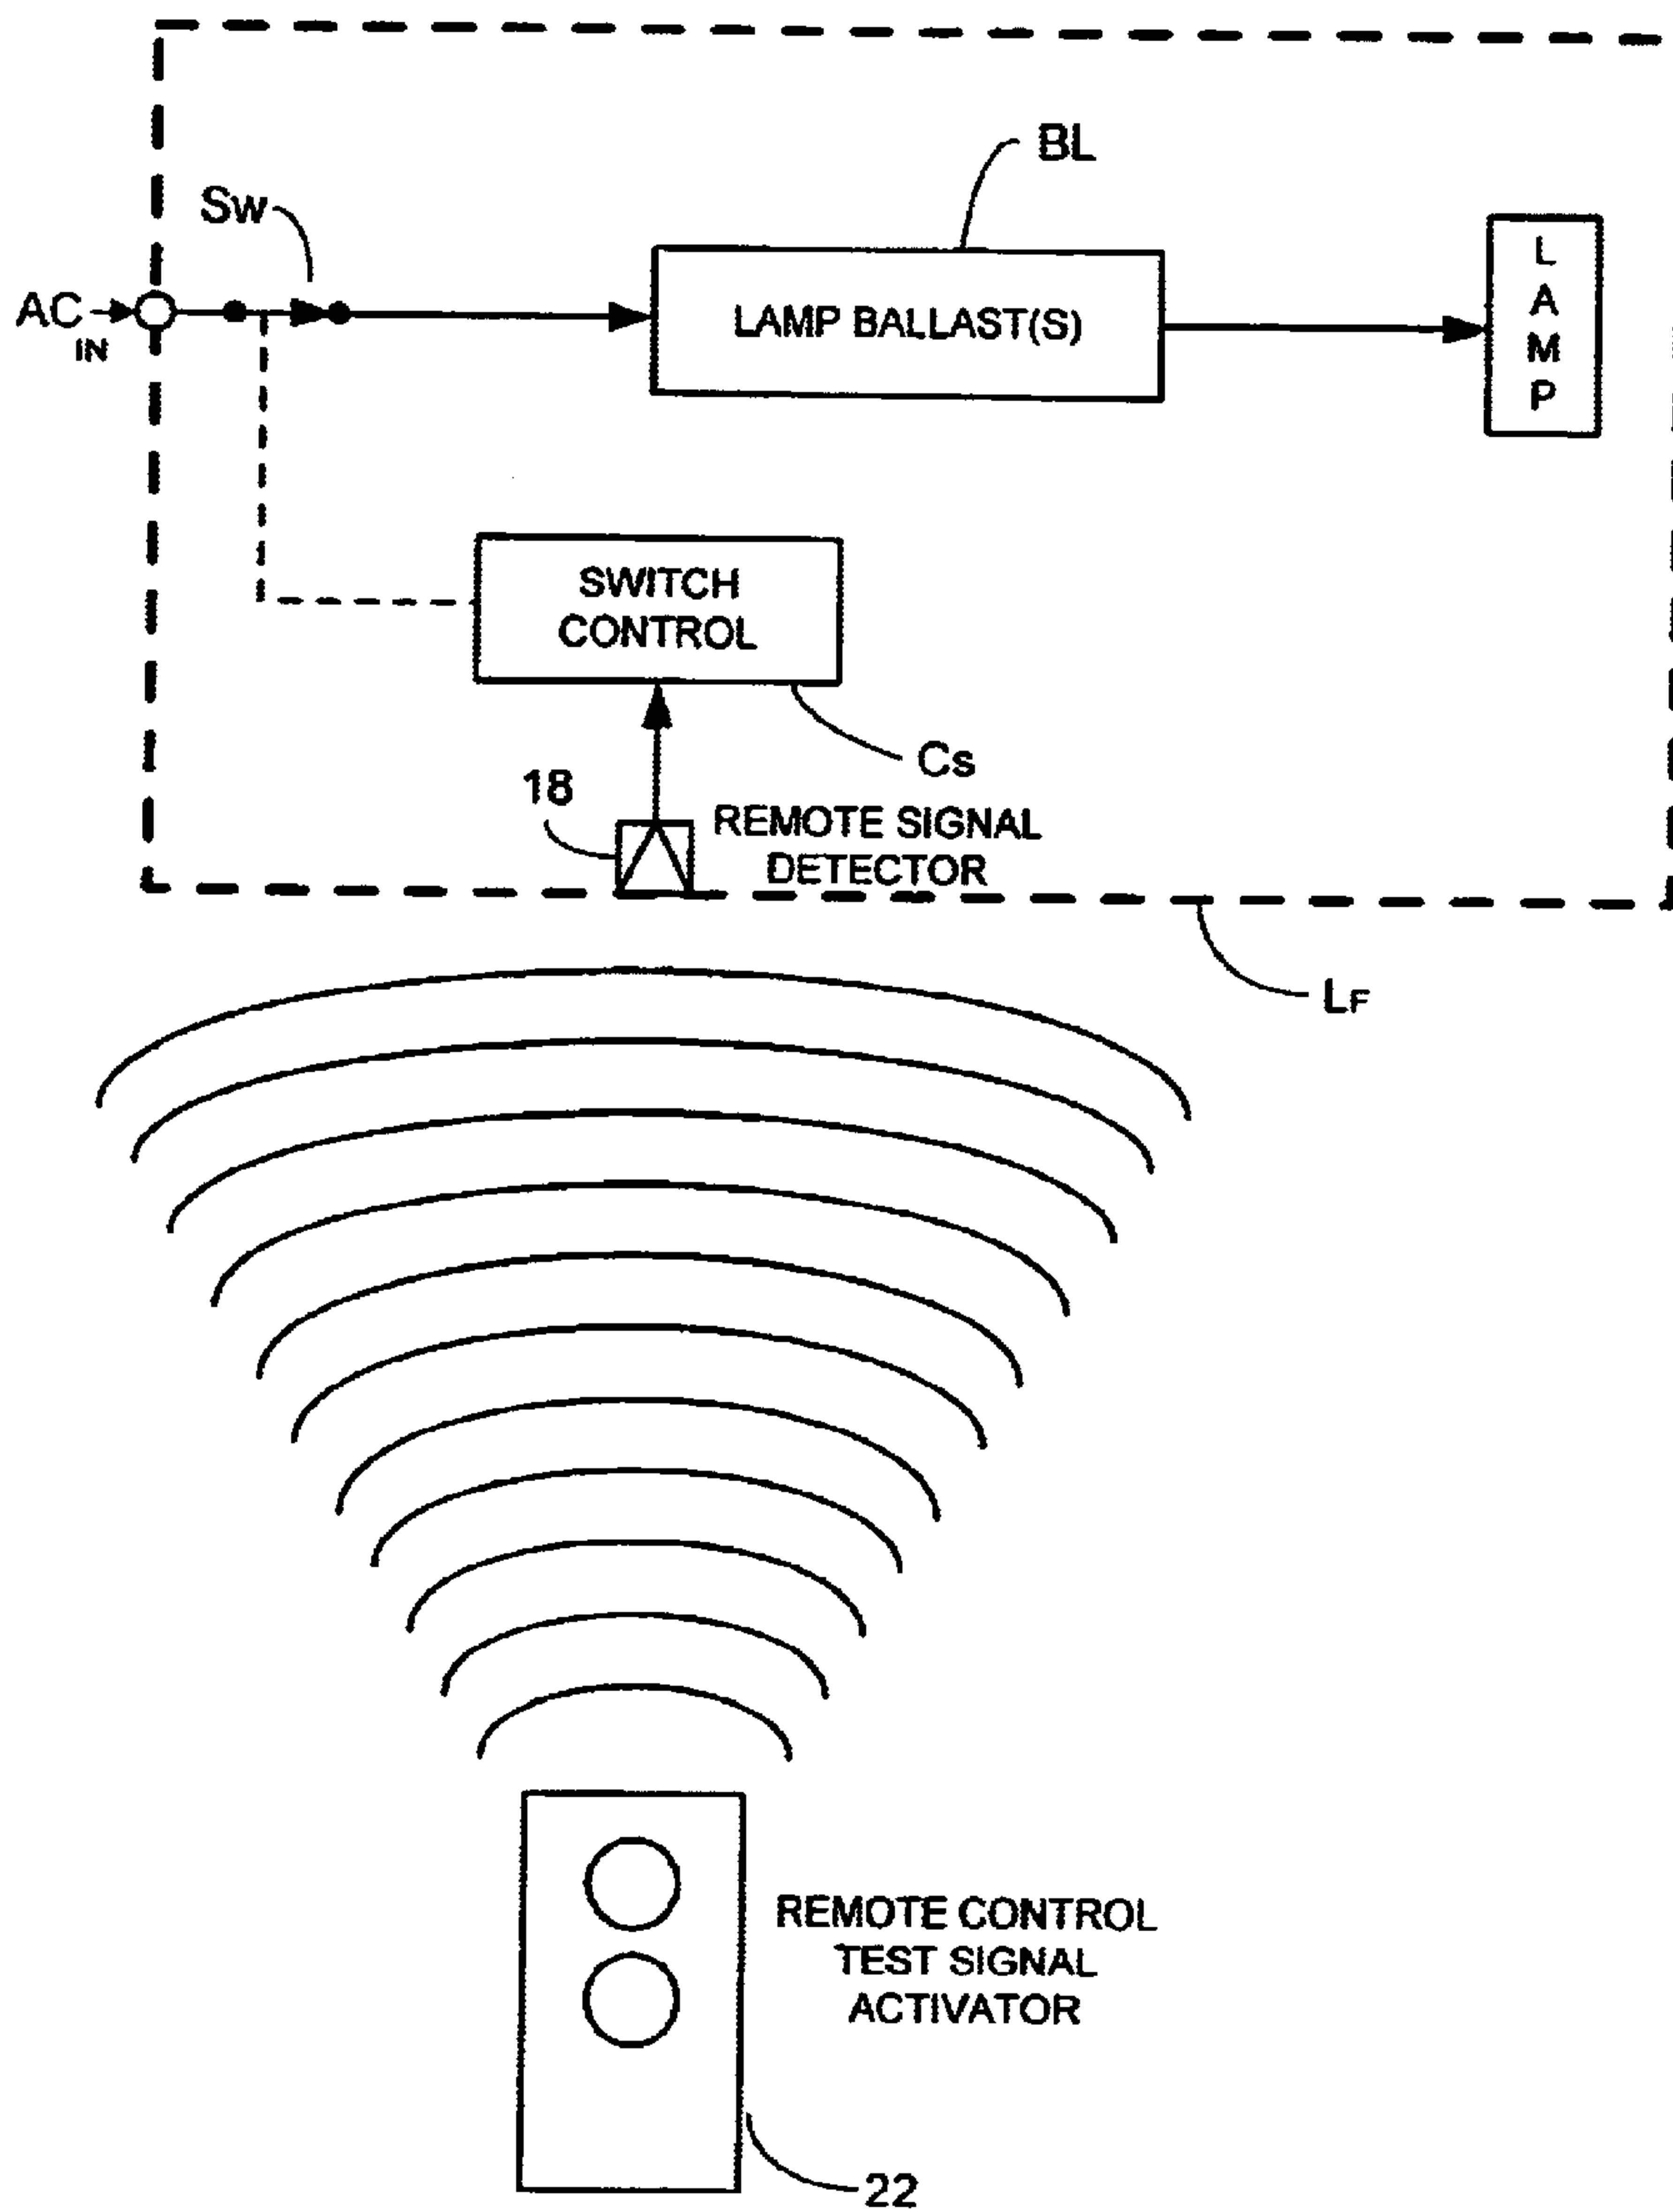 BL
Sw
AC
IN
LAMP BALLAST(S)
L
A
M
P
SWITCH
CONTROL
Cs
18
REMOTE SIGNAL
DETECTOR
LF
REMOTE CONTROL
TEST SIGNAL
ACTIVATOR
22